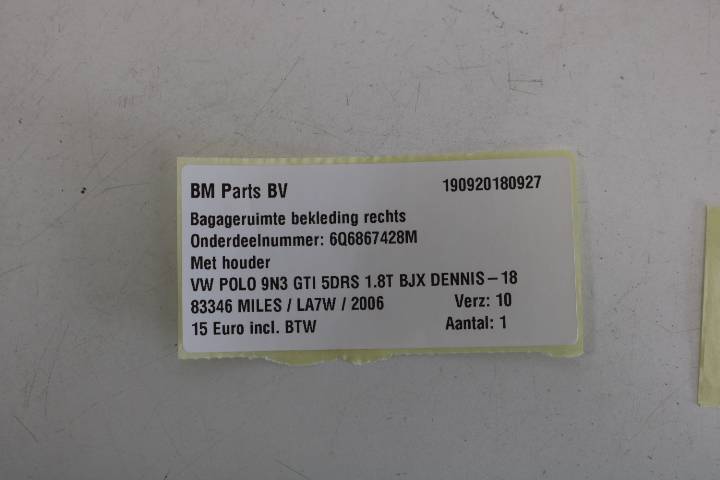 BM Parts BV 190920180927
Bagageruimte bekleding rechts
Onderdeelnummer: 6Q6867428M
Met houder
VW POLO 9N3 GTI 5DRS 1.8T BJX DENNIS – 18
83346 MILES / LA7W / 2006 Verz: 10
15 Euro incl. BTW Aantal: 1